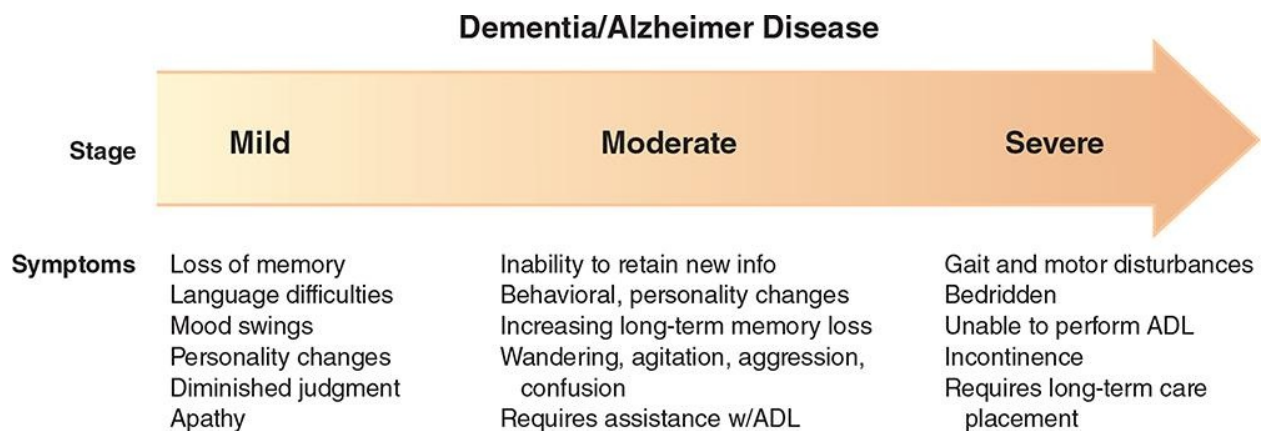 Dementia/Alzheimer Disease
Stage
Mild
Moderate
Severe
Symptoms
Loss of memory
Language difficulties
Mood swings
Personality changes
Diminished judgment
Apathy
Inability to retain new info
Behavioral, personality changes
Increasing long-term memory loss
Wandering, agitation, aggression,
confusion
Requires assistance w/ADL
Gait and motor disturbances
Bedridden
Unable to perform ADL
Incontinence
Requires long-term care
placement